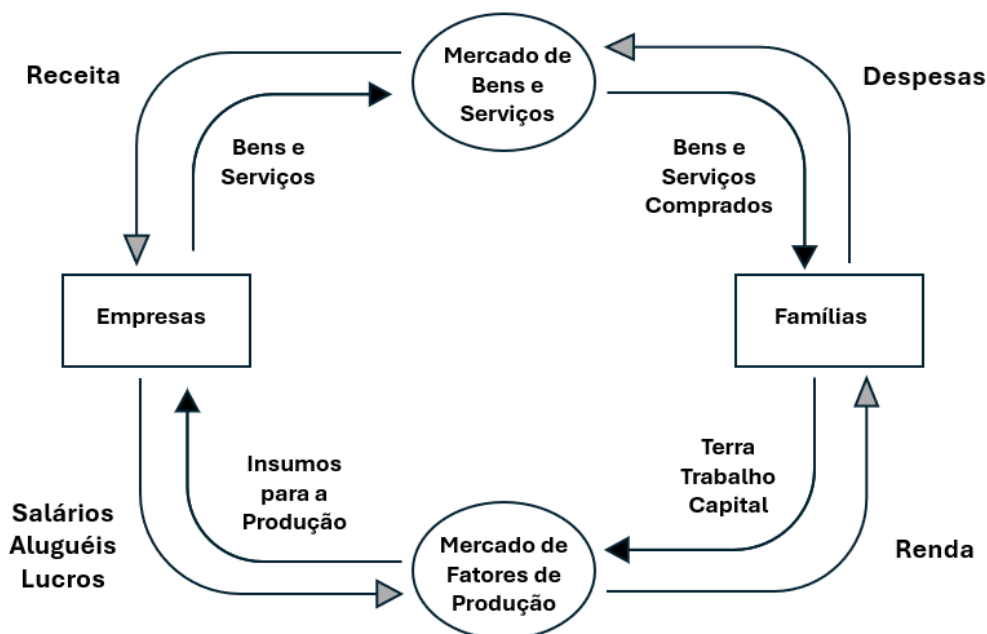 Mercado de
Bens e
Serviços
Receita
Despesas
Bens e
Serviços
Bens e
Serviços
Comprados
Empresas
Famílias
Insumos
para a
Produção
Terra
Trabalho
Capital
Salários
Aluguéis
Lucros
Mercado de
Fatores de
Produção
Renda